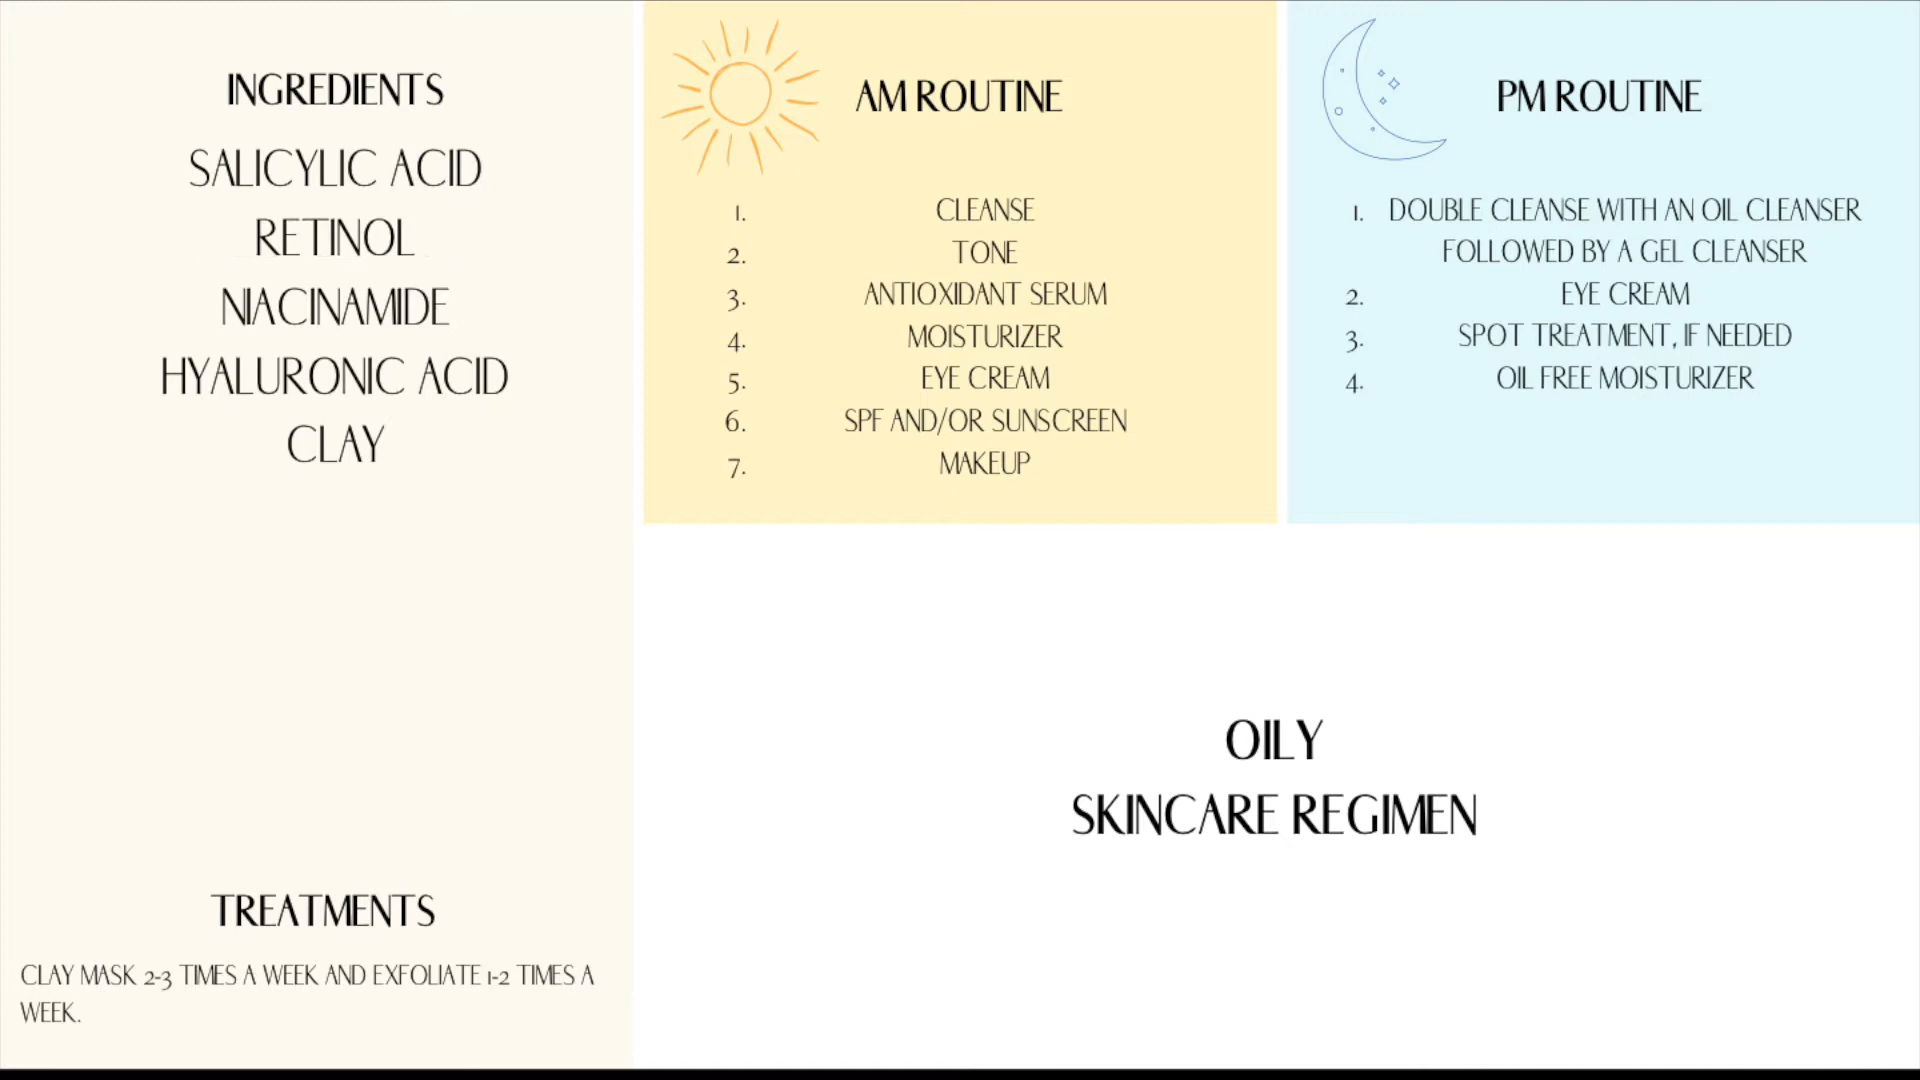 INGREDIENTS
SALICYLIC ACID
RETINOL
NIACINAMIDE
HYALURONIC ACID
CLAY
TREATMENTS
CLAY MASK 2-3 TIMES A WEEK AND EXFOLIATE 1-2 TIMES A
WEEK.
AM ROUTINE
1. CLEANSE
2. TONE
3. ANTIOXIDANT SERUM
4. MOISTURIZER
5. EYE CREAM
6. SPF AND/OR SUNSCREEN
7. MAKEUP
PM ROUTINE
1. DOUBLE CLEANSE WITH AN OIL CLEANSER
FOLLOWED BY A GEL CLEANSER
2. EYE CREAM
3. SPOT TREATMENT, IF NEEDED
4. OIL FREE MOISTURIZER
OILY
SKINCARE REGIMEN